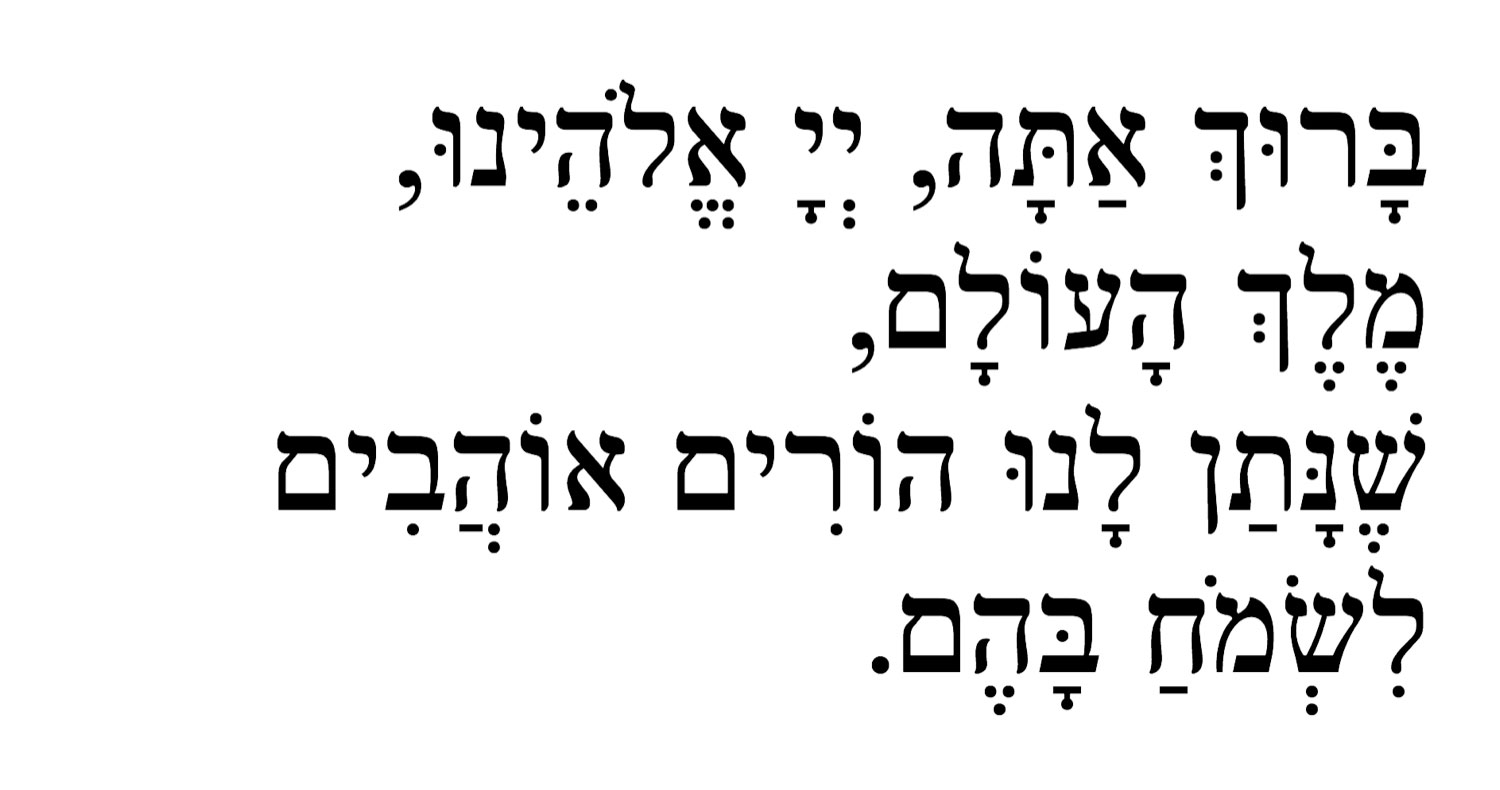 בָּרוּךְ אַתָּה, יְיָ אֱלֹהֵינוּ,
מֶלֶךְ הָעוֹלָם,
שֶׁנָּתַן לָנוּ הוֹרִים אוֹהֲבִים
לִשְׂמֹחַ בָּהֶם.